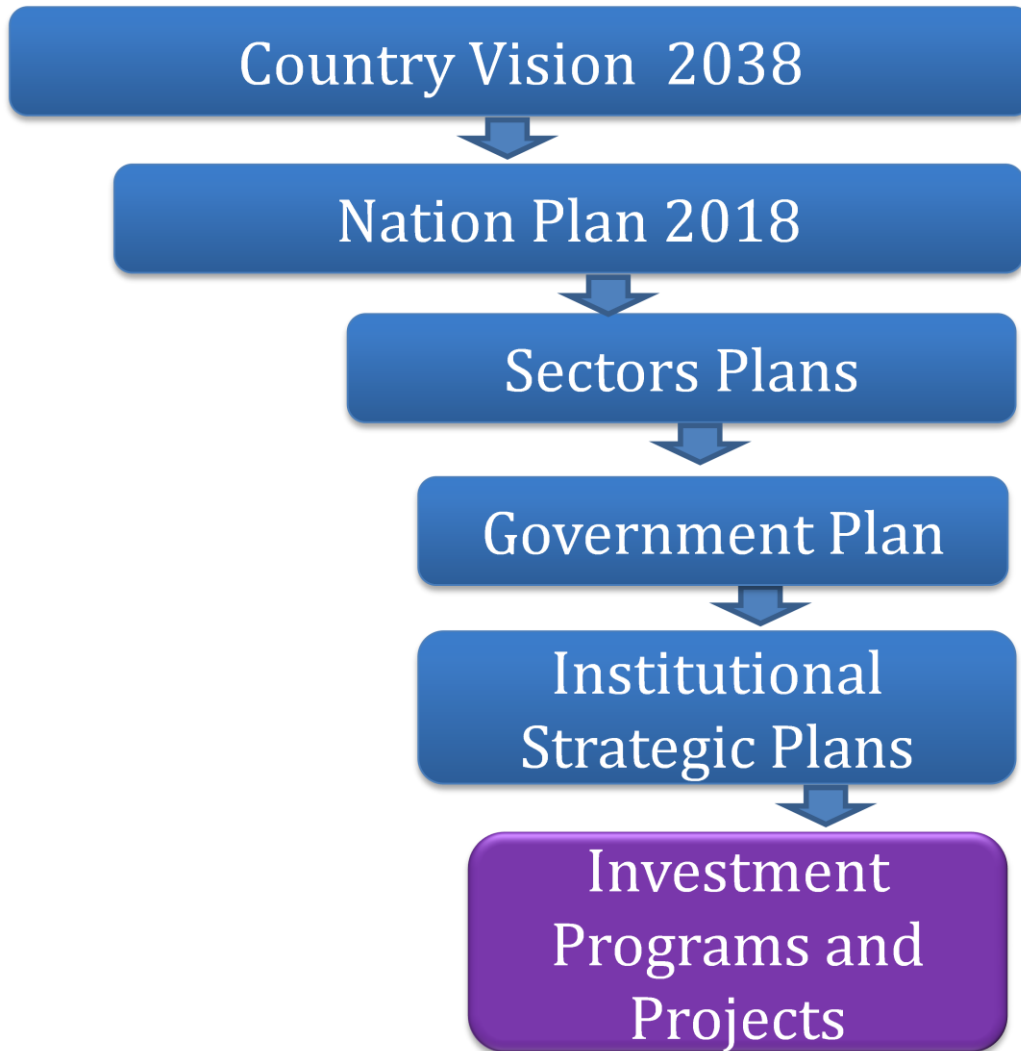 Country Vision  2038
Nation Plan 2018
Sectors Plans
Government Plan
Institutional
Strategic Plans
Investment
Programs and
Projects